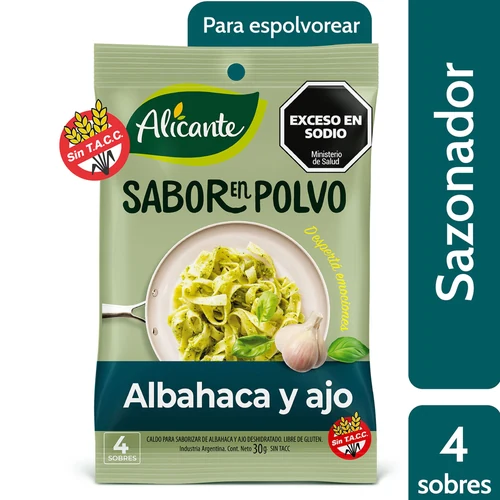 Para espolvorear
Alicante
Sin T.A.C.C.
EXCESO EN
SODIO
Ministerio
de Salud
SABOR en POLVO
Despertá emociones
Albahaca y ajo
4
SOBRES
CALDO PARA SABORIZAR DE ALBAHACA Y AJO DESHIDRATADO. LIBRE DE GLUTEN.
Industria Argentina. Cont. Neto 30g SIN TACC
Sin T.A.C.C.
Sazonador
4
sobres